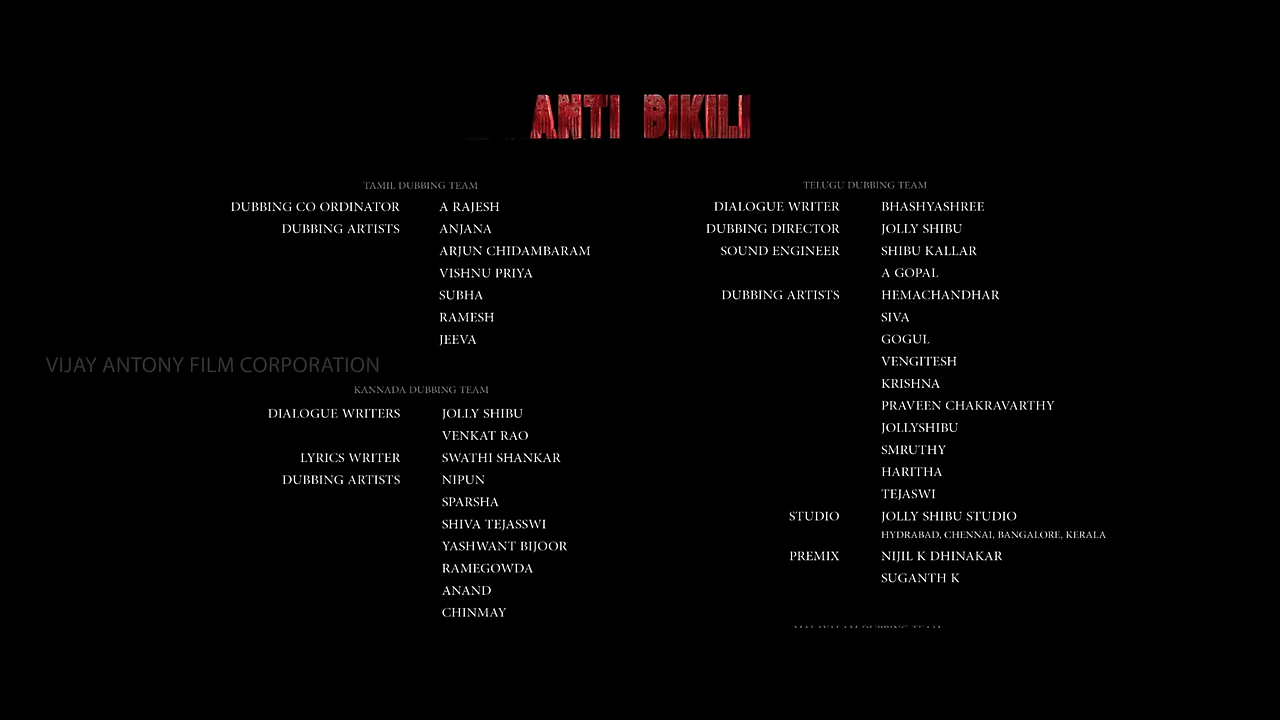 ANTI BIKILI
TAMIL DUBBING TEAM
DUBBING CO ORDINATOR A RAJESH
DUBBING ARTISTS ANJANA
ARJUN CHIDAMBARAM
VISHNU PRIYA
SUBHA
RAMESH
JEEVA
VIJAY ANTONY FILM CORPORATION
KANNADA DUBBING TEAM
DIALOGUE WRITERS JOLLY SHIBU
VENKAT RAO
LYRICS WRITER SWATHI SHANKAR
DUBBING ARTISTS NIPUN
SPARSHA
SHIVA TEJASSWI
YASHWANT BIJOOR
RAMEGOWDA
ANAND
CHINMAY
TELUGU DUBBING TEAM
DIALOGUE WRITER BHASHYASHREE
DUBBING DIRECTOR JOLLY SHIBU
SOUND ENGINEER SHIBU KALLAR
A GOPAL
DUBBING ARTISTS HEMACHANDHAR
SIVA
GOGUL
VENGITESH
KRISHNA
PRAVEEN CHAKRAVARTHY
JOLLYSHIBU
SMRUTHY
HARITHA
TEJASWI
STUDIO JOLLY SHIBU STUDIO
HYDRABAD, CHENNAI, BANGALORE, KERALA
PREMIX NIJIL K DHINAKAR
SUGANTH K
MALAYALAM DUBBING TEAM